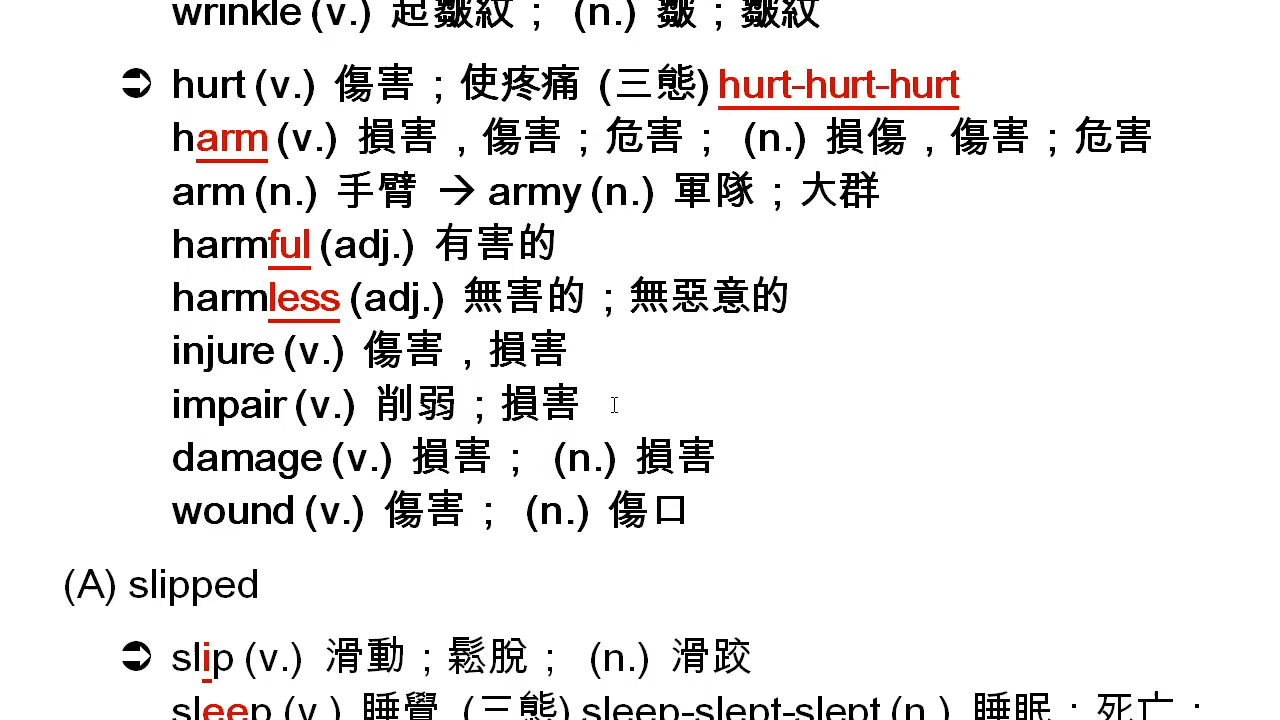 wrinkle (v.) 起皺紋； (n.) 皺；皺紋
➲ hurt (v.) 傷害；使疼痛 (三態) hurt-hurt-hurt
harm (v.) 損害，傷害；危害； (n.) 損傷，傷害；危害
arm (n.) 手臂 → army (n.) 軍隊；大群
harmful (adj.) 有害的
harmless (adj.) 無害的；無惡意的
injure (v.) 傷害，損害
impair (v.) 削弱；損害
damage (v.) 損害； (n.) 損害
wound (v.) 傷害； (n.) 傷口
(A) slipped
➲ slip (v.) 滑動；鬆脫； (n.) 滑跤
sleep (v.) 睡覺 (三態) sleep-slept-slept (n.) 睡眠；死亡；